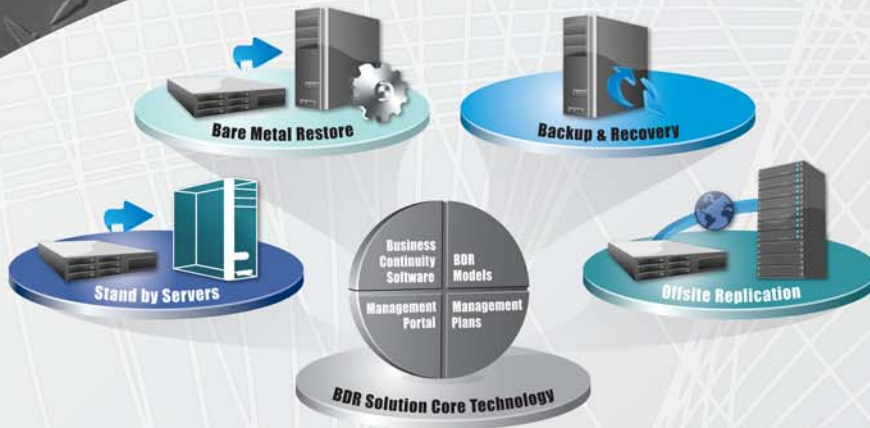 Bare Metal Restore
Backup & Recovery
Stand by Servers
Offsite Replication
Business
Continuity
Software
BDR
Models
Management
Portal
Management
Plans
BDR Solution Core Technology